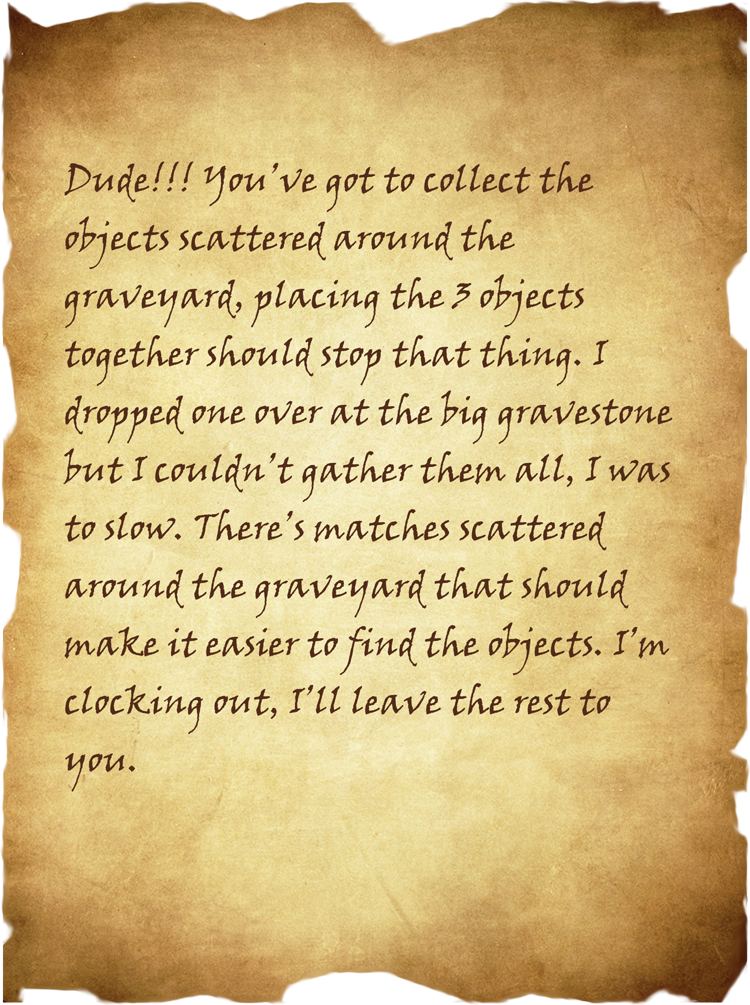 Dude!!! You've got to collect the
objects scattered around the
graveyard, placing the 3 objects
together should stop that thing. I
dropped one over at the big gravestone
but I couldn't gather them all, I was
to slow. There's matches scattered
around the graveyard that should
make it easier to find the objects. I'm
clocking out, I'll leave the rest to
you.